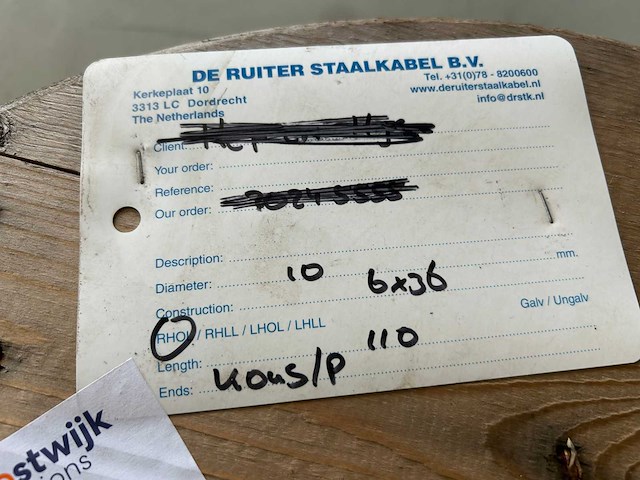 DE RUITER STAALKABEL B.V.
Kerkeplaat 10
3313 LC Dordrecht
The Netherlands
Tel. +31(0)78 - 8200600
www.deruiterstaalkabel.nl
info@drstk.nl
Client:
Your order:
Reference:
Our order:
Description:
Diameter: 10 mm.
Construction: 6x36
RHOL / RHLL / LHOL / LHLL Galv / Ungalv
Length: 110
Ends: Kous/P
stwijk
ions